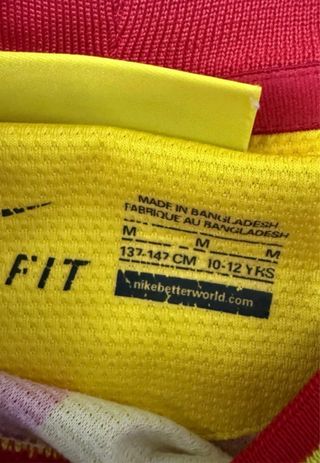 MADE IN BANGLADESH
FABRIQUE AU BANGLADESH
M M M
137-147 CM 10-12 YRS
FIT
nikebetterworld.com